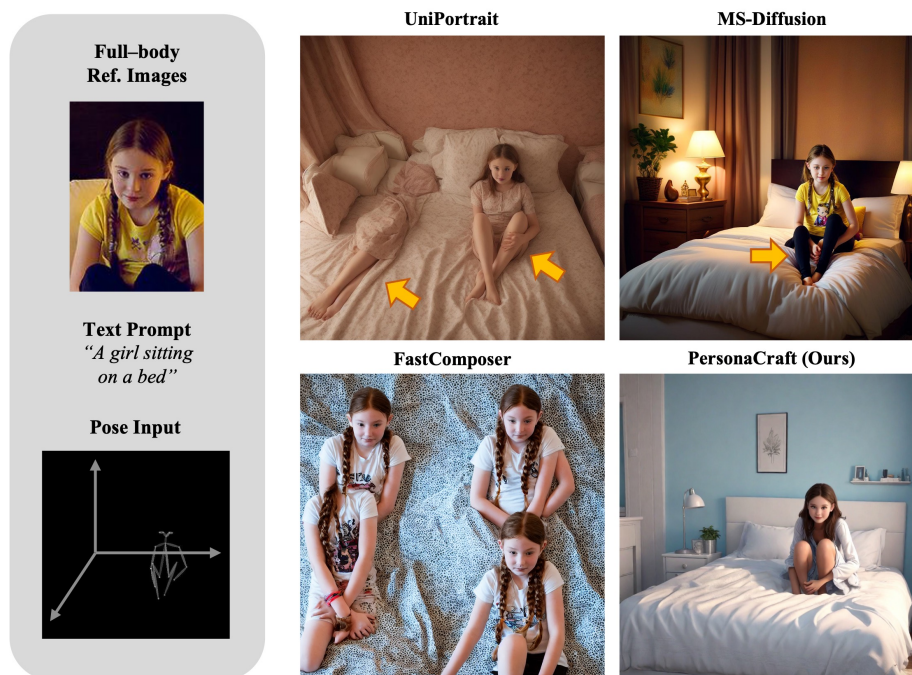 Full–body
Ref. Images
Text Prompt
“A girl sitting
on a bed”
Pose Input
UniPortrait
MS-Diffusion
FastComposer
PersonaCraft (Ours)